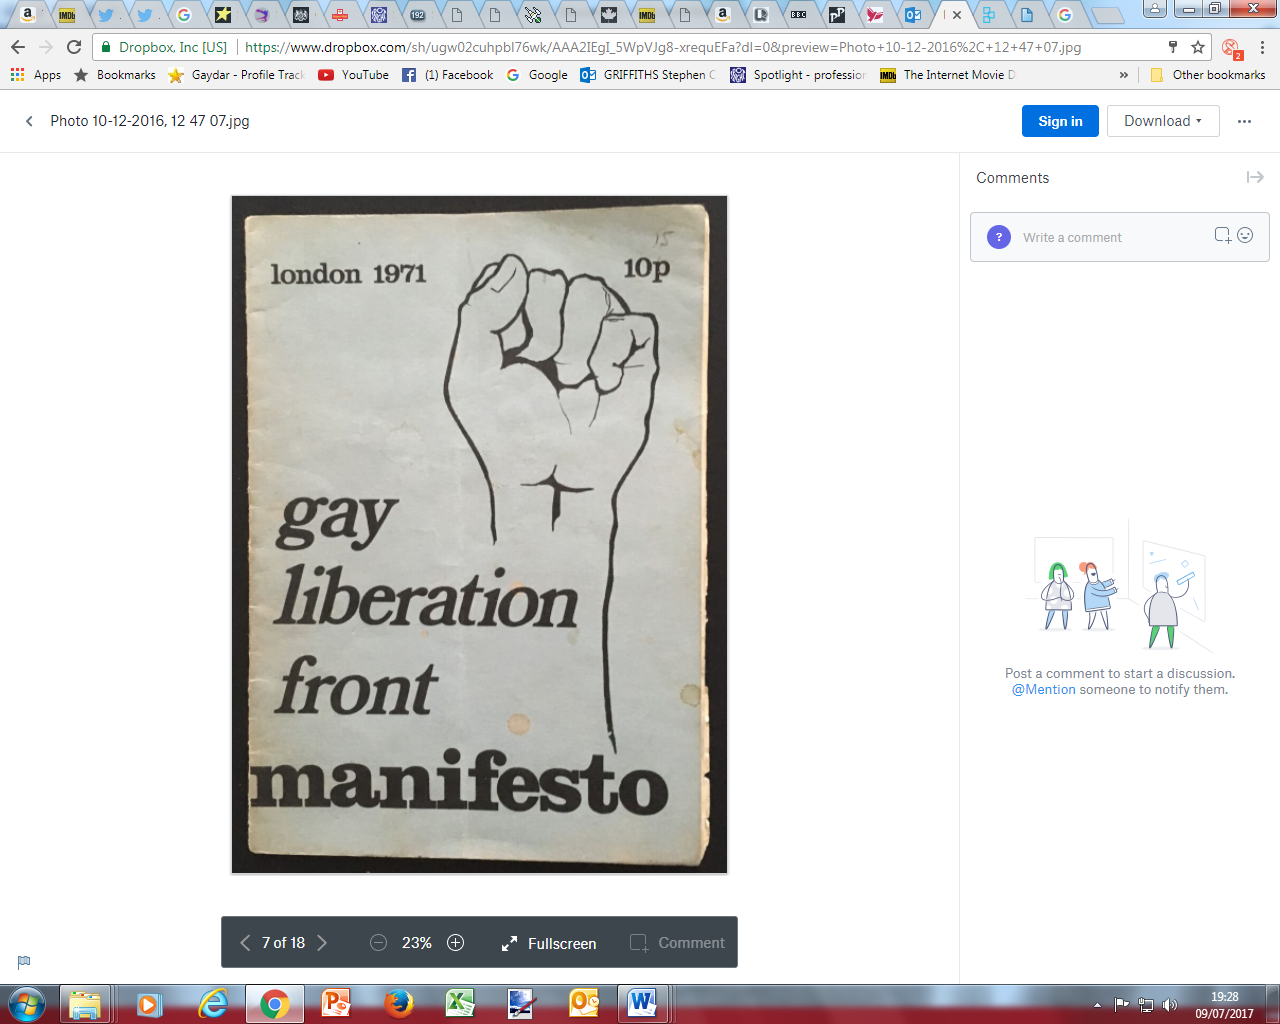 192
BBC
Dropbox, Inc [US]
https://www.dropbox.com/sh/ugw02cuhpbl76wk/AAA2IEgI_5WpVJg8-xrequEFa?dl=0&preview=Photo+10-12-2016%2C+12+47+07.jpg
2
Apps
Bookmarks
Gaydar - Profile Track
YouTube
(1) Facebook
Google
GRIFFITHS Stephen C
Spotlight - profession
IMDb
The Internet Movie D
»
Other bookmarks
Photo 10-12-2016, 12 47 07.jpg
Sign in
Download
Comments
?
Write a comment
15
london 1971
10p
gay
liberation
front
manifesto
Post a comment to start a discussion.
@Mention someone to notify them.
7 of 18
23%
Fullscreen
Comment
19:28
09/07/2017